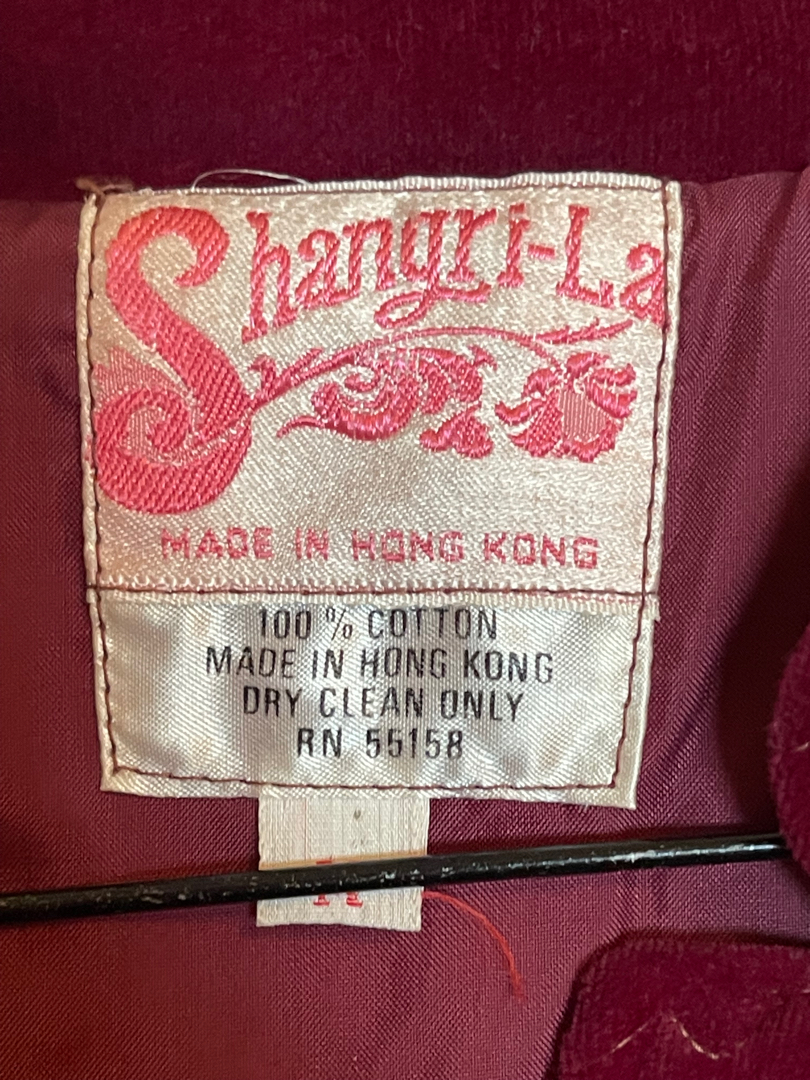 Shangri-La
MADE IN HONG KONG
100 % COTTON
MADE IN HONG KONG
DRY CLEAN ONLY
RN 55158